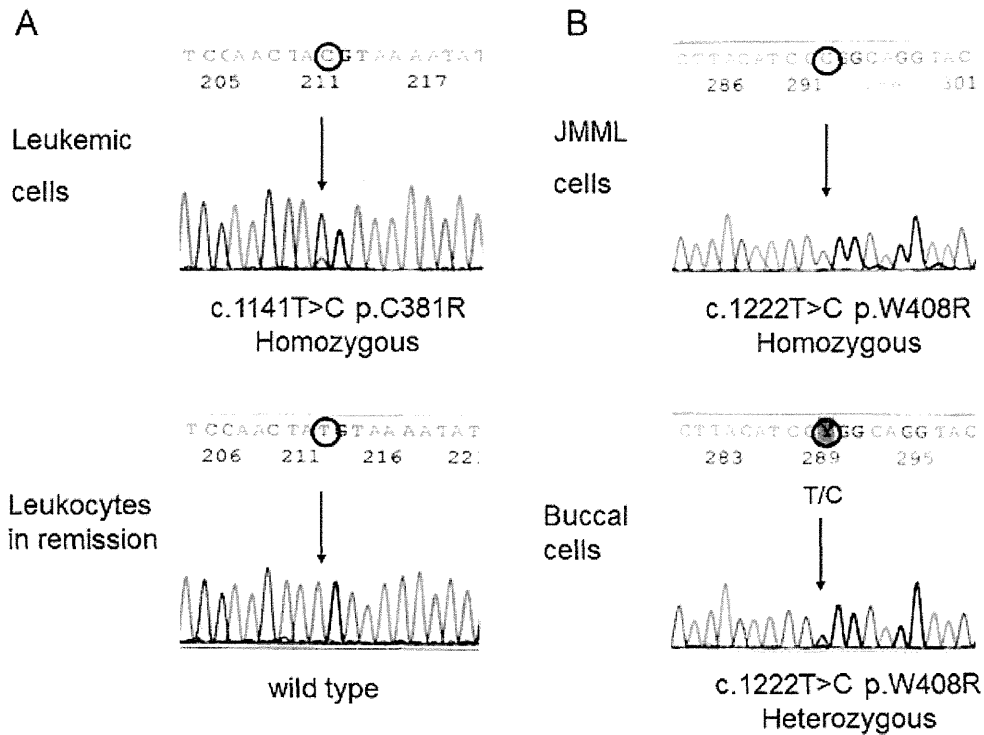 A
T C C A A C T A C G T A A A A T A T
205 211 217
Leukemic
cells
c.1141T>C p.C381R
Homozygous
T C C A A C T A T G T A A A A T A T
206 211 216
Leukocytes
in remission
wild type
B
C T T A C A T C C C G G C A G G T A C
286 291 301
JMML
cells
c.1222T>C p.W408R
Homozygous
C T T A C A T C C Y G G C A G G T A C
283 289 295
T/C
Buccal
cells
c.1222T>C p.W408R
Heterozygous